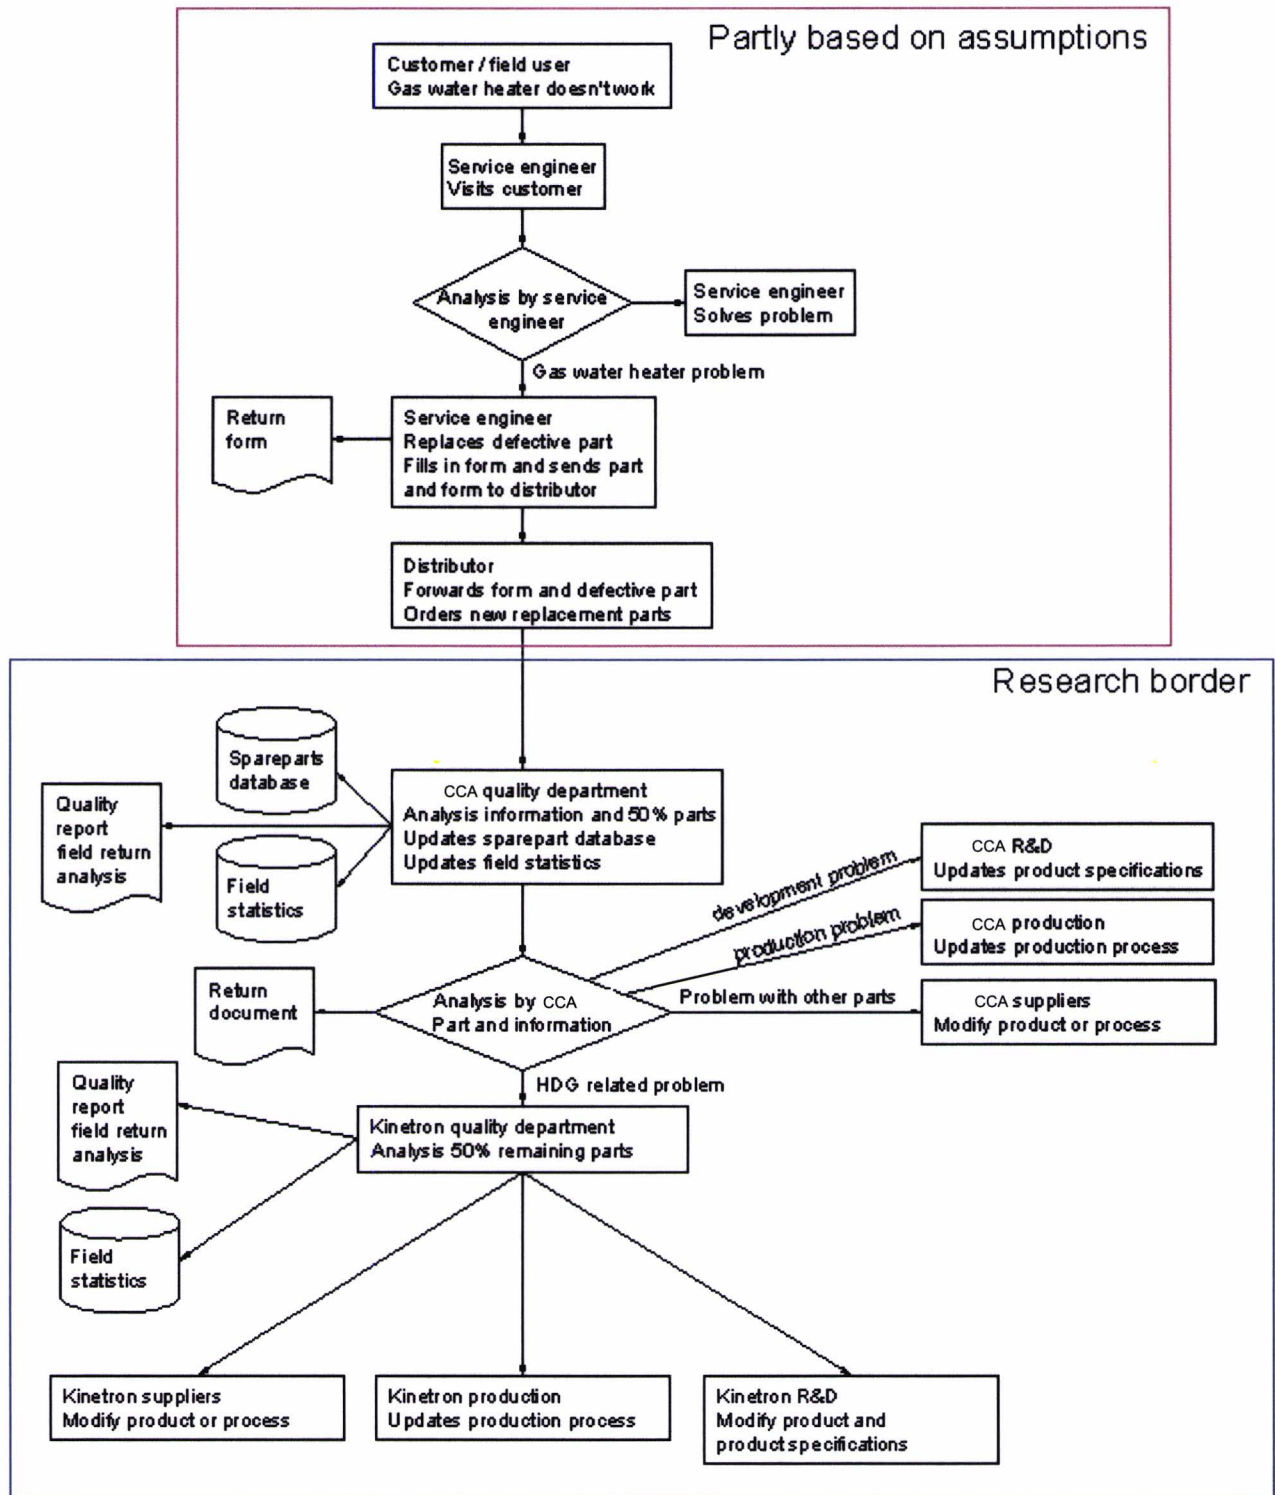 Partly based on assumptions
Customer / field user
Gas water heater doesn't work
Service engineer
Visits customer
Analysis by service
engineer
Service engineer
Solves problem
Gas water heater problem
Return
form
Service engineer
Replaces defective part
Fills in form and sends part
and form to distributor
Distributor
Forwards form and defective part
Orders new replacement parts
Research border
Spareparts
database
Quality
report
field return
analysis
Field
statistics
CCA quality department
Analysis information and 50% parts
Updates sparepart database
Updates field statistics
development problem
CCA R&D
Updates product specifications
production problem
CCA production
Updates production process
Return
document
Analysis by CCA
Part and information
Problem with other parts
CCA suppliers
Modify product or process
HDG related problem
Quality
report
field return
analysis
Kinetron quality department
Analysis 50% remaining parts
Field
statistics
Kinetron suppliers
Modify product or process
Kinetron production
Updates production process
Kinetron R&D
Modify product and
product specifications